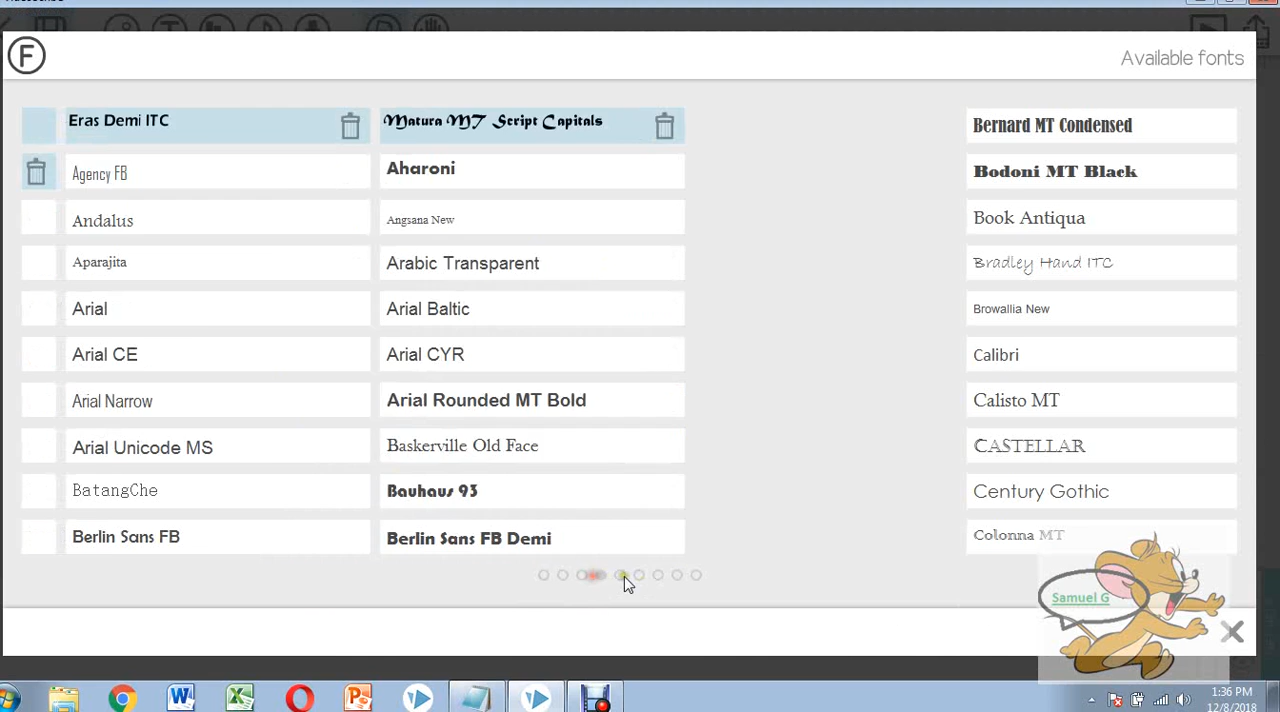 F
Available fonts
Eras Demi ITC
Matura MT Script Capitals
Bernard MT Condensed
Agency FB
Aharoni
Bodoni MT Black
Andalus
Angsana New
Book Antiqua
Aparajita
Arabic Transparent
Bradley Hand ITC
Arial
Arial Baltic
Browallia New
Arial CE
Arial CYR
Calibri
Arial Narrow
Arial Rounded MT Bold
Calisto MT
Arial Unicode MS
Baskerville Old Face
CASTELLAR
BatangChe
Bauhaus 93
Century Gothic
Berlin Sans FB
Berlin Sans FB Demi
Colonna MT
Samuel G
1:36 PM
12/8/2018